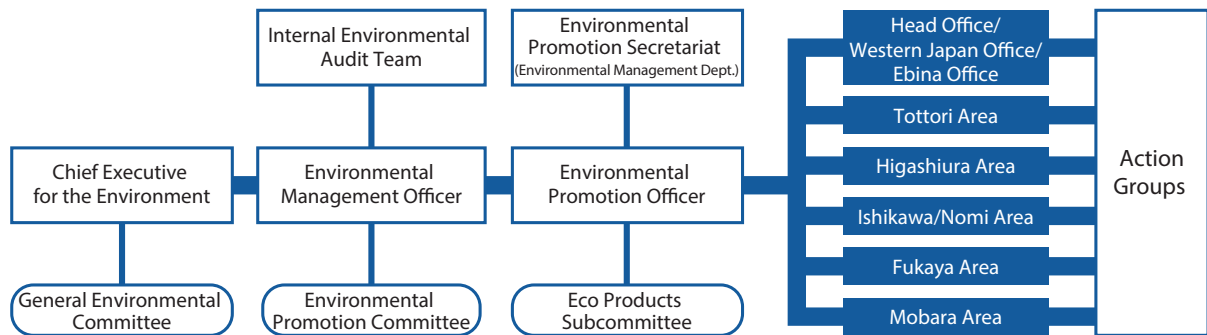 Internal Environmental
Audit Team
Environmental
Promotion Secretariat
(Environmental Management Dept.)
Chief Executive
for the Environment
Environmental
Management Officer
Environmental
Promotion Officer
General Environmental
Committee
Environmental
Promotion Committee
Eco Products
Subcommittee
Head Office/
Western Japan Office/
Ebina Office
Tottori Area
Higashiura Area
Ishikawa/Nomi Area
Fukaya Area
Mobara Area
Action
Groups